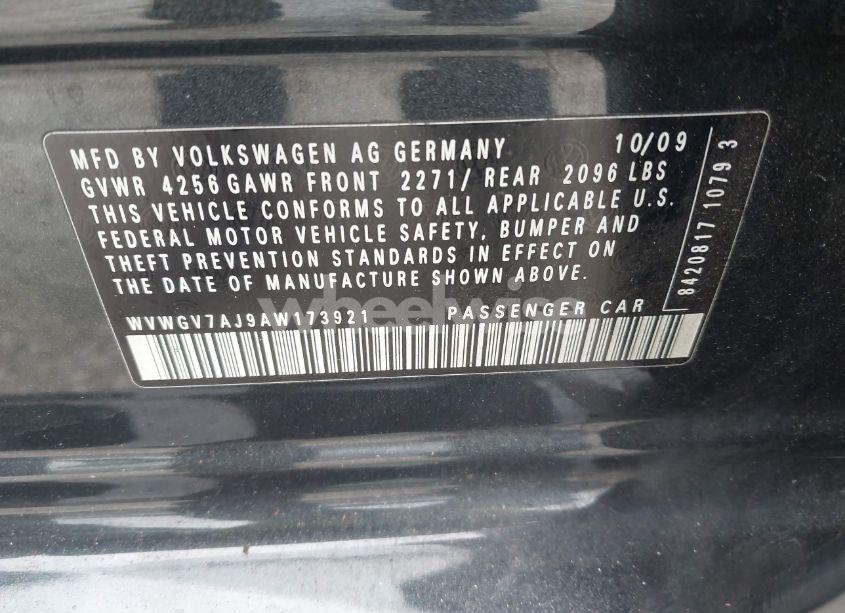 MFD BY VOLKSWAGEN AG GERMANY 10/09
GVWR 4256 GAWR FRONT 2271/ REAR 2096 LBS
THIS VEHICLE CONFORMS TO ALL APPLICABLE U.S.
FEDERAL MOTOR VEHICLE SAFETY, BUMPER AND
THEFT PREVENTION STANDARDS IN EFFECT ON
THE DATE OF MANUFACTURE SHOWN ABOVE.
WVWGV7AJ9AW173921 PASSENGER CAR
8420817 1079 3